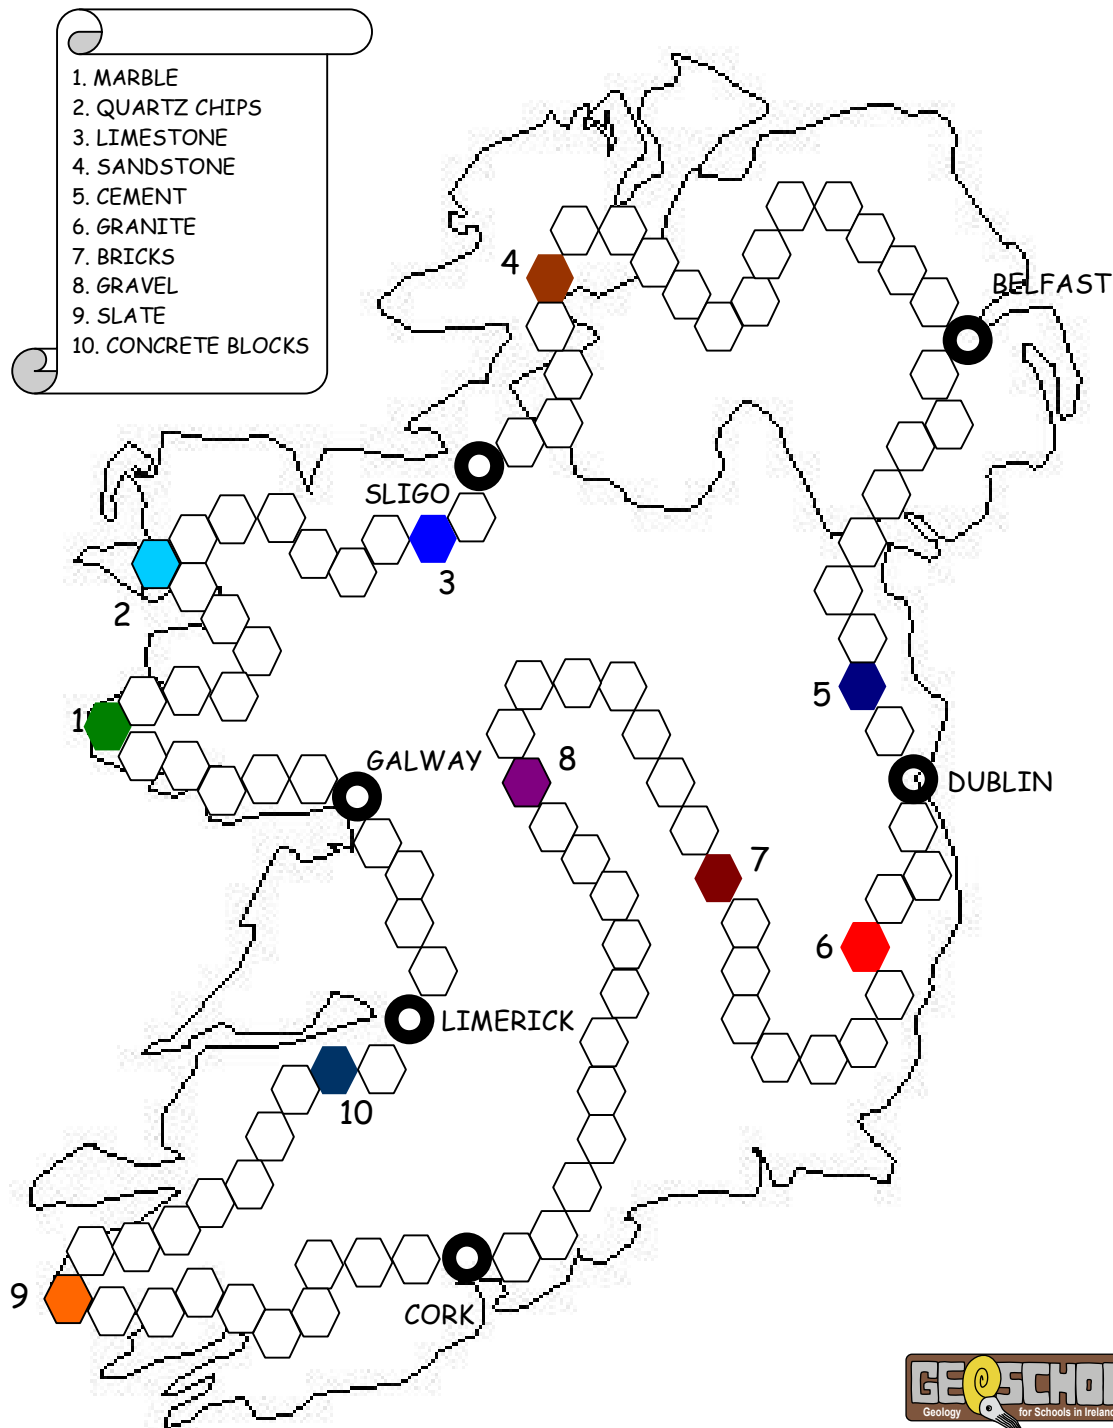 1. MARBLE
2. QUARTZ CHIPS
3. LIMESTONE
4. SANDSTONE
5. CEMENT
6. GRANITE
7. BRICKS
8. GRAVEL
9. SLATE
10. CONCRETE BLOCKS
4
BELFAST
SLIGO
3
2
5
1
GALWAY
8
DUBLIN
7
6
LIMERICK
10
9
CORK
GEOSCHOL
Geology for Schools in Ireland